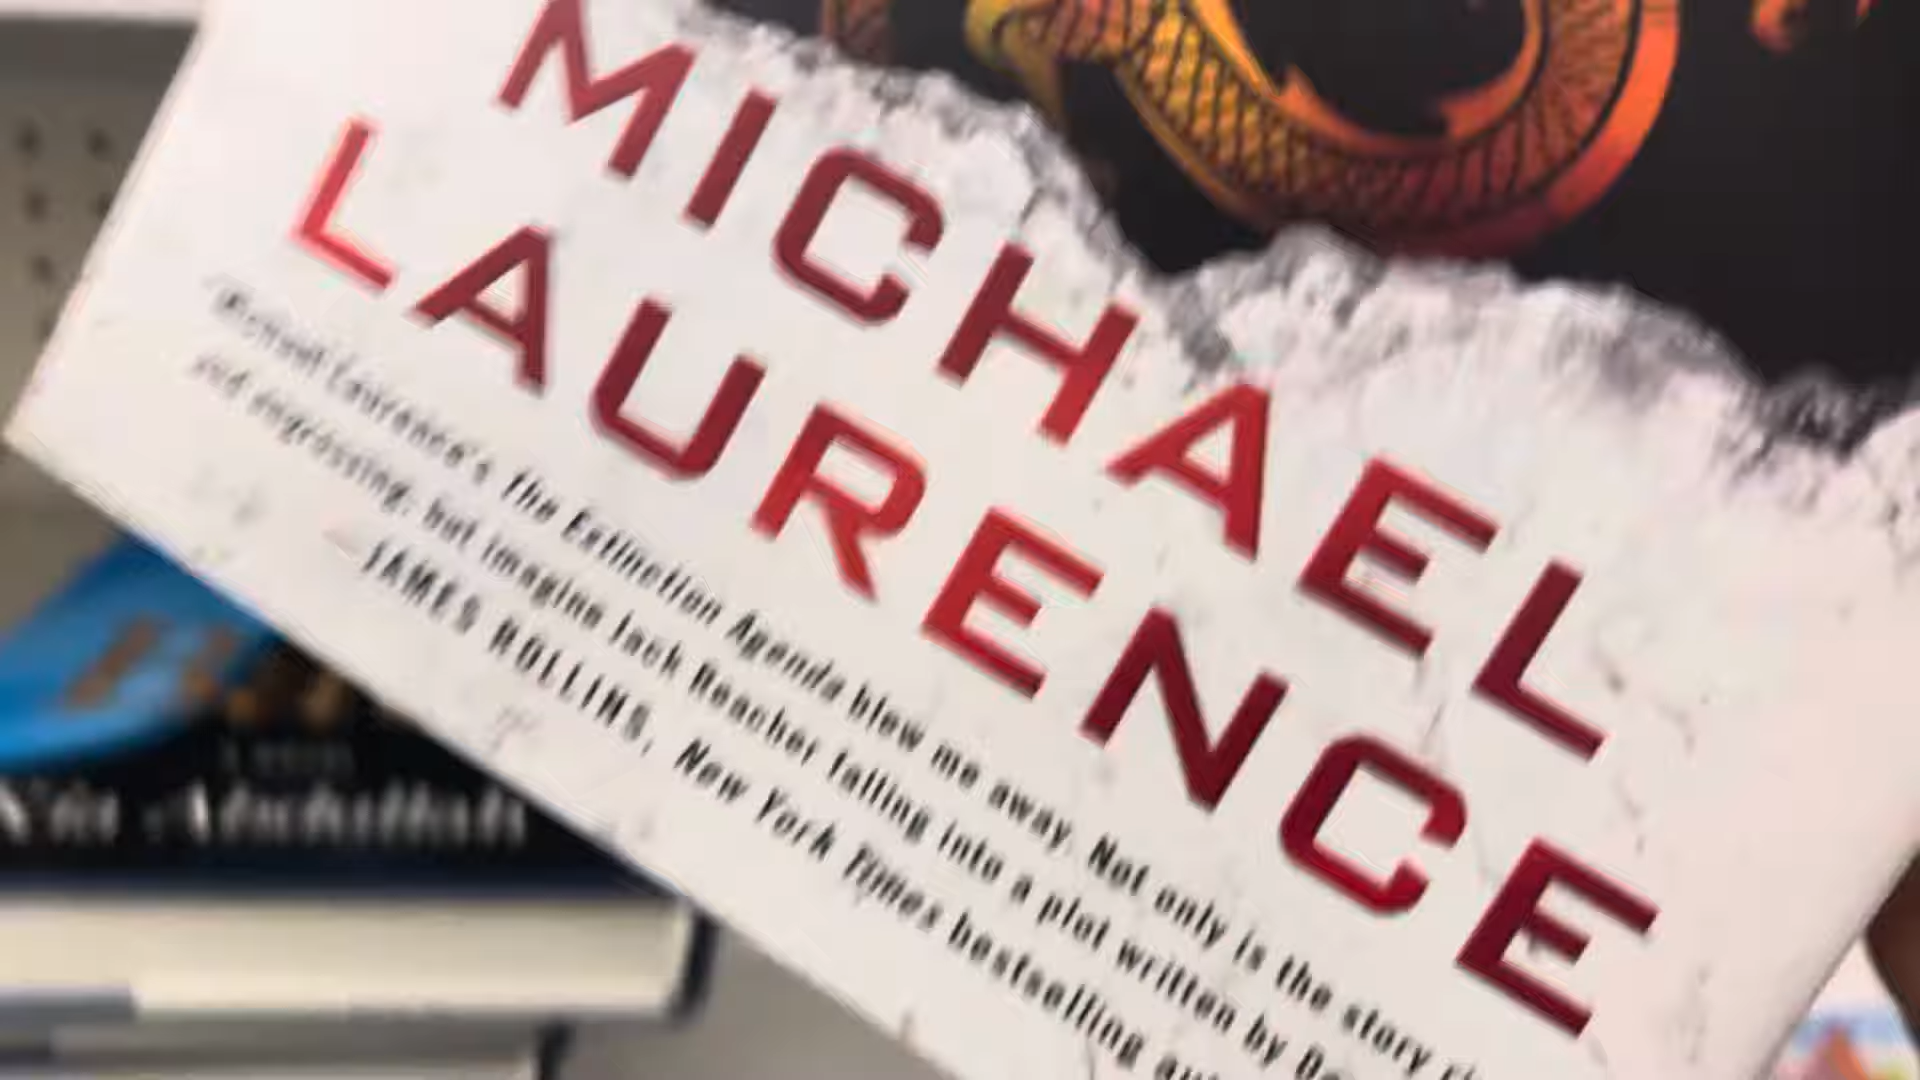 MICHAEL
LAURENCE
Michael Laurence's The Extinction Agenda blew me away. Not only is the story
and engrossing, but imagine Jack Reacher falling into a plot written by
—JAMES ROLLINS, New York Times bestselling